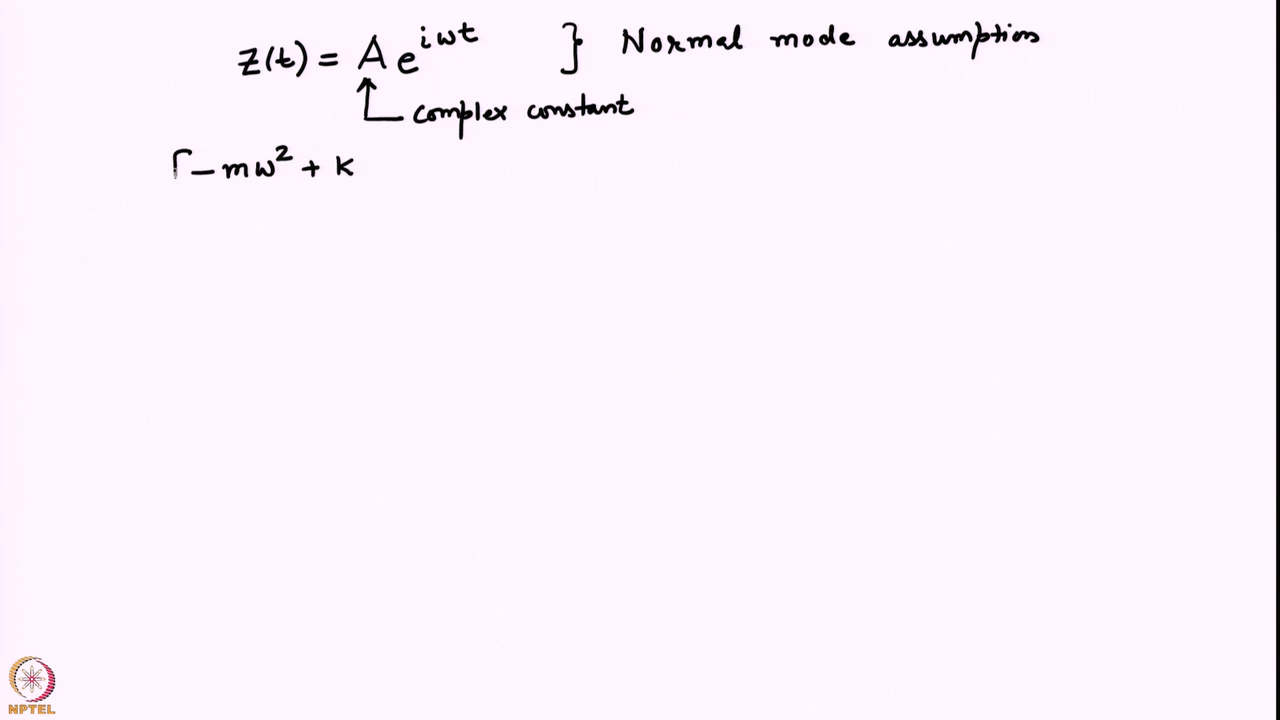 z(t) = A e^{iωt} } Normal mode assumption
complex constant
[-mω² + k
NPTEL